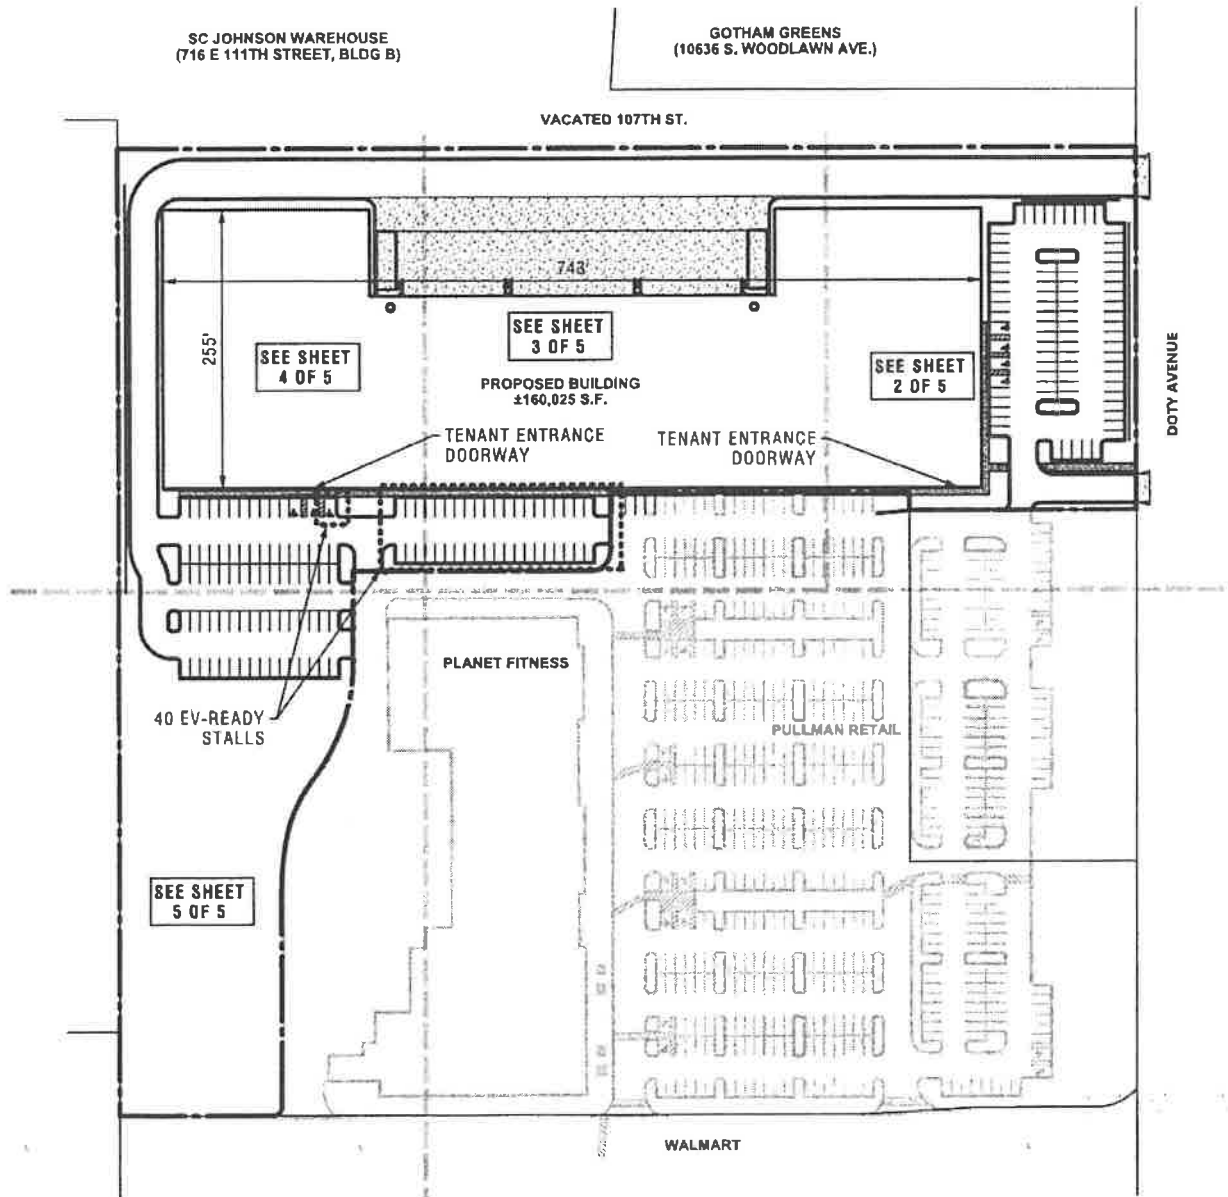 SC JOHNSON WAREHOUSE
(716 E 111TH STREET, BLDG B)
GOTHAM GREENS
(10636 S. WOODLAWN AVE.)
VACATED 107TH ST.
743'
255'
SEE SHEET
3 OF 5
SEE SHEET
4 OF 5
SEE SHEET
2 OF 5
PROPOSED BUILDING
±160,025 S.F.
DOTY AVENUE
TENANT ENTRANCE
DOORWAY
TENANT ENTRANCE
DOORWAY
PLANET FITNESS
40 EV-READY
STALLS
PULLMAN RETAIL
SEE SHEET
5 OF 5
WALMART